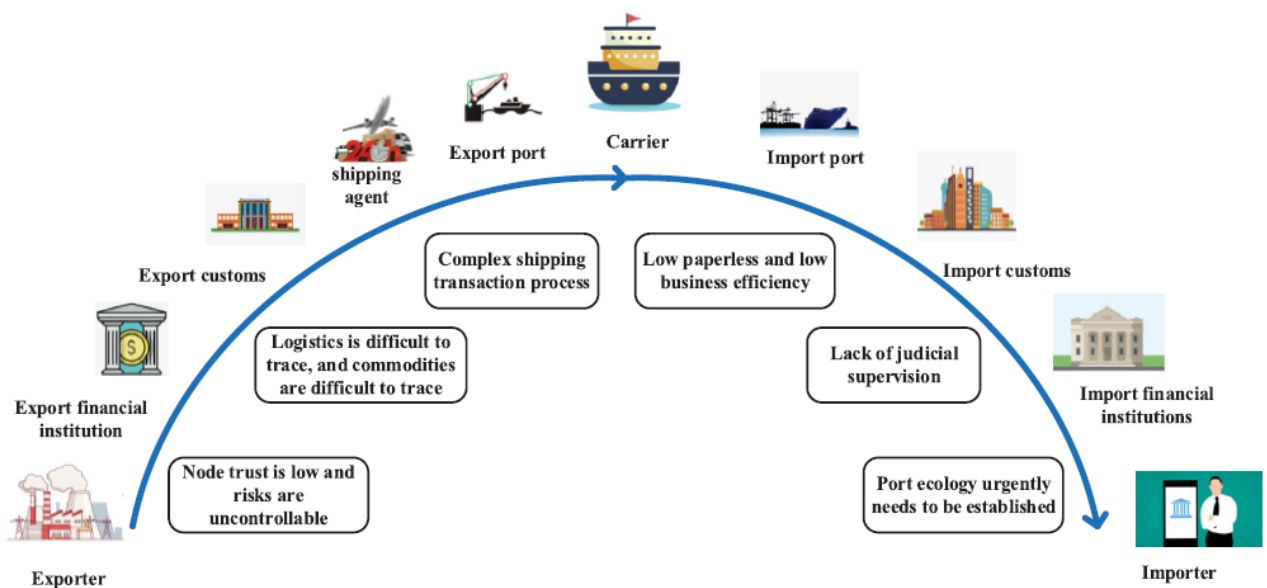 Carrier
Export port
Import port
shipping
agent
Export customs
Import customs
Complex shipping
transaction process
Low paperless and low
business efficiency
Logistics is difficult to
trace, and commodities
are difficult to trace
Lack of judicial
supervision
$
Export financial
institution
Import financial
institutions
Node trust is low and
risks are
uncontrollable
Port ecology urgently
needs to be established
Exporter
Importer